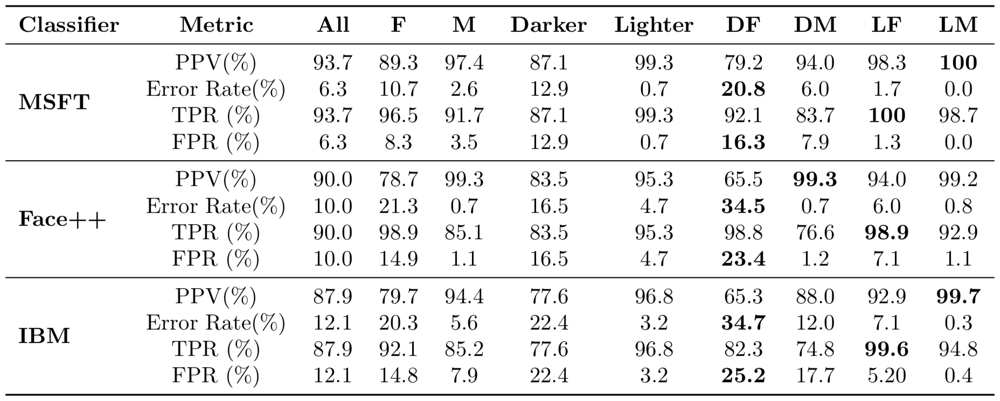 Classifier Metric All F M Darker Lighter DF DM LF LM
MSFT
PPV(%) 93.7 89.3 97.4 87.1 99.3 79.2 94.0 98.3 100
Error Rate(%) 6.3 10.7 2.6 12.9 0.7 20.8 6.0 1.7 0.0
TPR (%) 93.7 96.5 91.7 87.1 99.3 92.1 83.7 100 98.7
FPR (%) 6.3 8.3 3.5 12.9 0.7 16.3 7.9 1.3 0.0
Face++
PPV(%) 90.0 78.7 99.3 83.5 95.3 65.5 99.3 94.0 99.2
Error Rate(%) 10.0 21.3 0.7 16.5 4.7 34.5 0.7 6.0 0.8
TPR (%) 90.0 98.9 85.1 83.5 95.3 98.8 76.6 98.9 92.9
FPR (%) 10.0 14.9 1.1 16.5 4.7 23.4 1.2 7.1 1.1
IBM
PPV(%) 87.9 79.7 94.4 77.6 96.8 65.3 88.0 92.9 99.7
Error Rate(%) 12.1 20.3 5.6 22.4 3.2 34.7 12.0 7.1 0.3
TPR (%) 87.9 92.1 85.2 77.6 96.8 82.3 74.8 99.6 94.8
FPR (%) 12.1 14.8 7.9 22.4 3.2 25.2 17.7 5.20 0.4